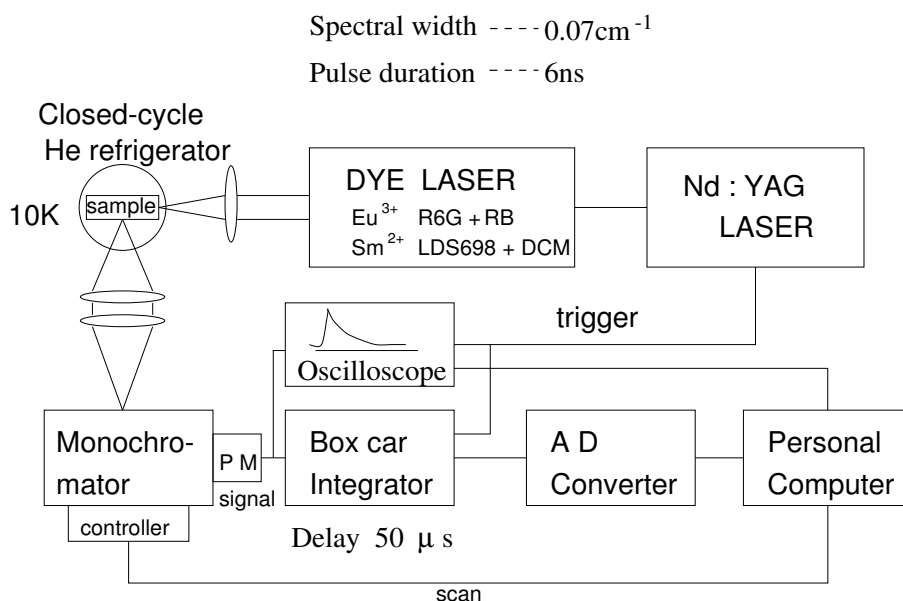 Spectral width ---- 0.07cm⁻¹
Pulse duration ---- 6ns
Closed-cycle
He refrigerator
10K
sample
DYE LASER
Eu³⁺ R6G + RB
Sm²⁺ LDS698 + DCM
Nd : YAG
LASER
trigger
Oscilloscope
Monochro-
mator
controller
P M
signal
Box car
Integrator
Delay 50 μs
A D
Converter
Personal
Computer
scan